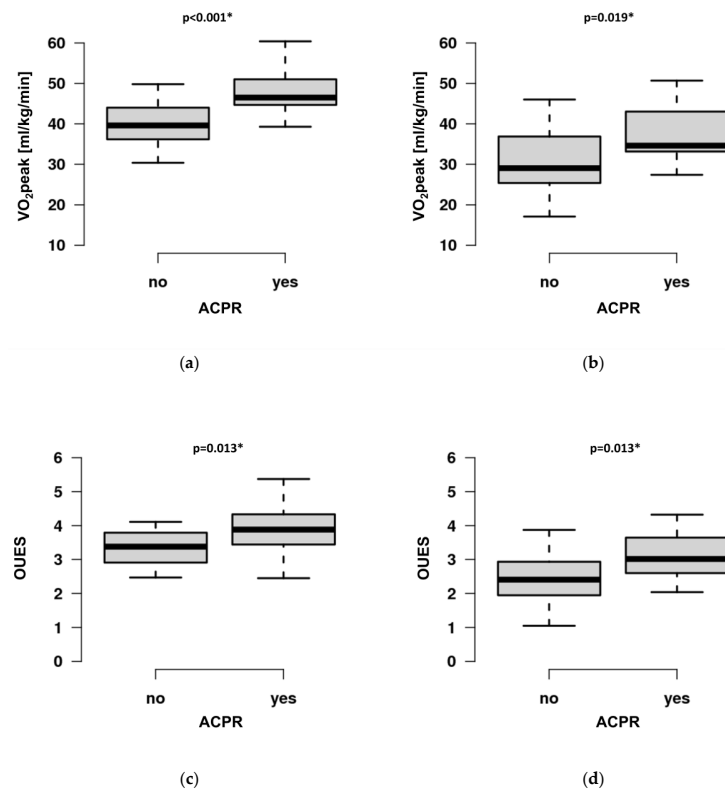 p<0.001*
60
50
40
30
20
10
VO₂peak [ml/kg/min]
no yes
ACPR
(a)
p=0.019*
60
50
40
30
20
10
VO₂peak [ml/kg/min]
no yes
ACPR
(b)
p=0.013*
6
5
4
3
2
1
0
OUES
no yes
ACPR
(c)
p=0.013*
6
5
4
3
2
1
0
OUES
no yes
ACPR
(d)